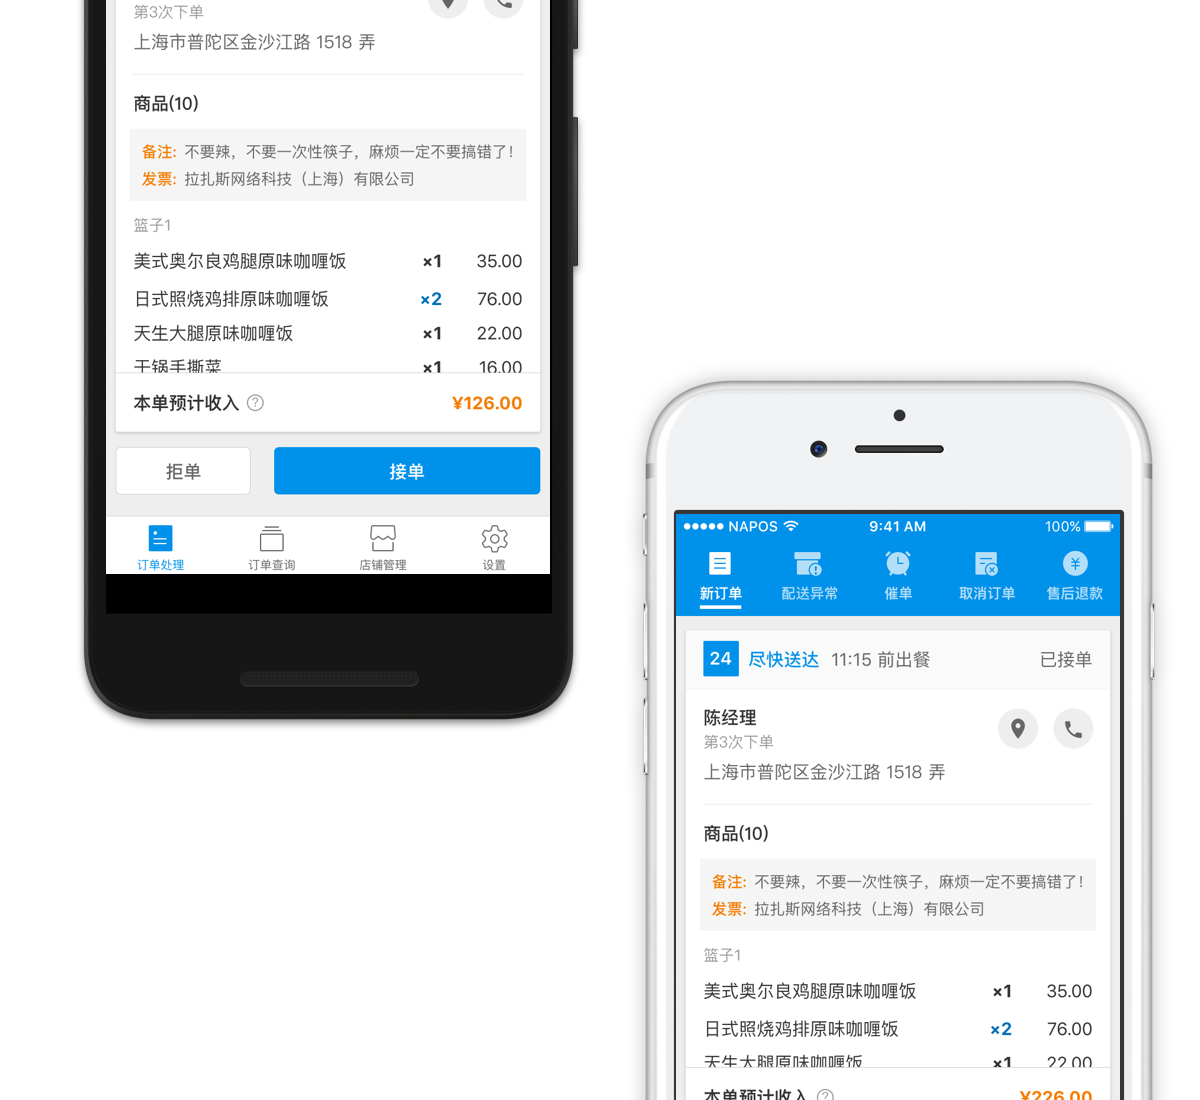 第3次下单
上海市普陀区金沙江路 1518 弄
商品(10)
备注: 不要辣，不要一次性筷子，麻烦一定不要搞错了!
发票: 拉扎斯网络科技（上海）有限公司
篮子1
美式奥尔良鸡腿原味咖喱饭 ×1 35.00
日式照烧鸡排原味咖喱饭 ×2 76.00
天生大腿原味咖喱饭 ×1 22.00
干锅手撕菜 ×1 16.00
本单预计收入 ? ¥126.00
拒单 接单
订单处理 订单查询 店铺管理 设置
NAPOS 9:41 AM 100%
新订单 配送异常 催单 取消订单 售后退款
24 尽快送达 11:15 前出餐 已接单
陈经理
第3次下单
上海市普陀区金沙江路 1518 弄
商品(10)
备注: 不要辣，不要一次性筷子，麻烦一定不要搞错了!
发票: 拉扎斯网络科技（上海）有限公司
篮子1
美式奥尔良鸡腿原味咖喱饭 ×1 35.00
日式照烧鸡排原味咖喱饭 ×2 76.00
天生大腿原味咖喱饭 ×1 22.00
本单预计收入 ? ¥226.00